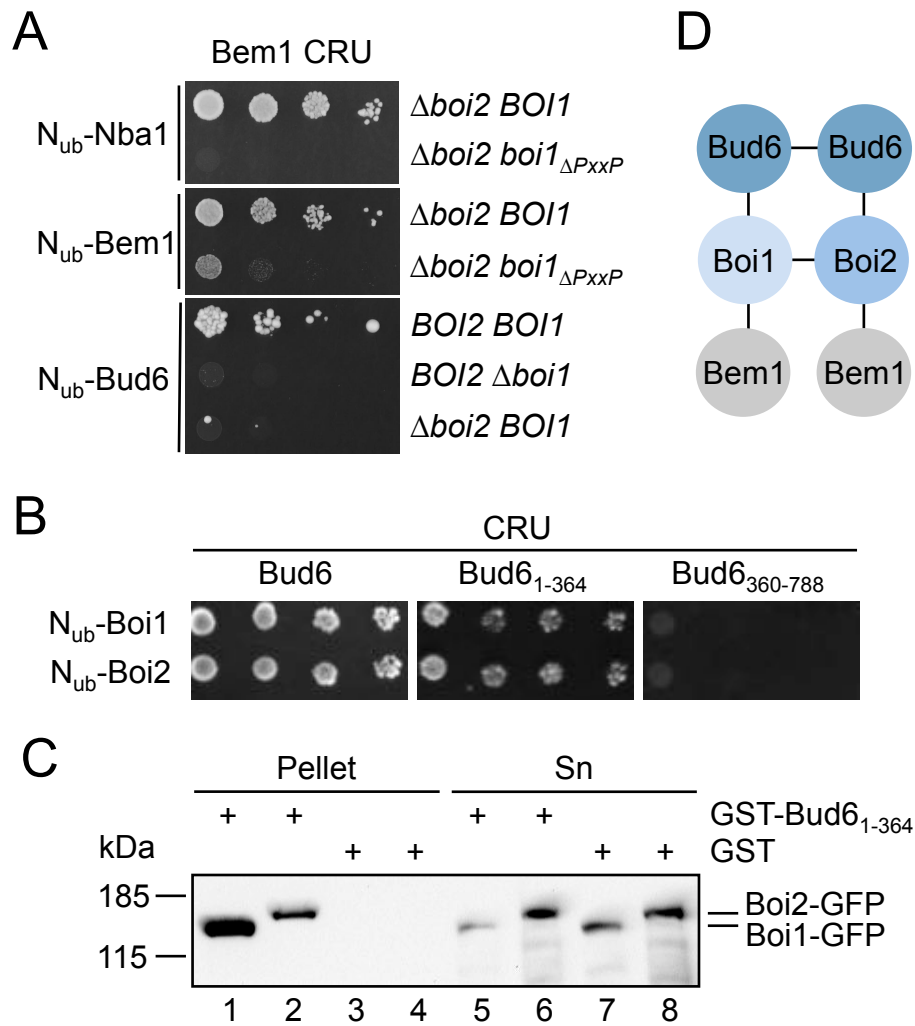 A
Bem1 CRU
Nub-Nba1
Δboi2 BOI1
Δboi2 boi1ΔPxxP
Nub-Bem1
Δboi2 BOI1
Δboi2 boi1ΔPxxP
Nub-Bud6
BOI2 BOI1
BOI2 Δboi1
Δboi2 BOI1
D
Bud6 Bud6
Boi1 Boi2
Bem1 Bem1
B
CRU
Bud6 Bud61-364 Bud6360-788
Nub-Boi1
Nub-Boi2
C
Pellet Sn
+ + + + GST-Bud61-364
+ + + + GST
kDa
185
115
Boi2-GFP
Boi1-GFP
1 2 3 4 5 6 7 8